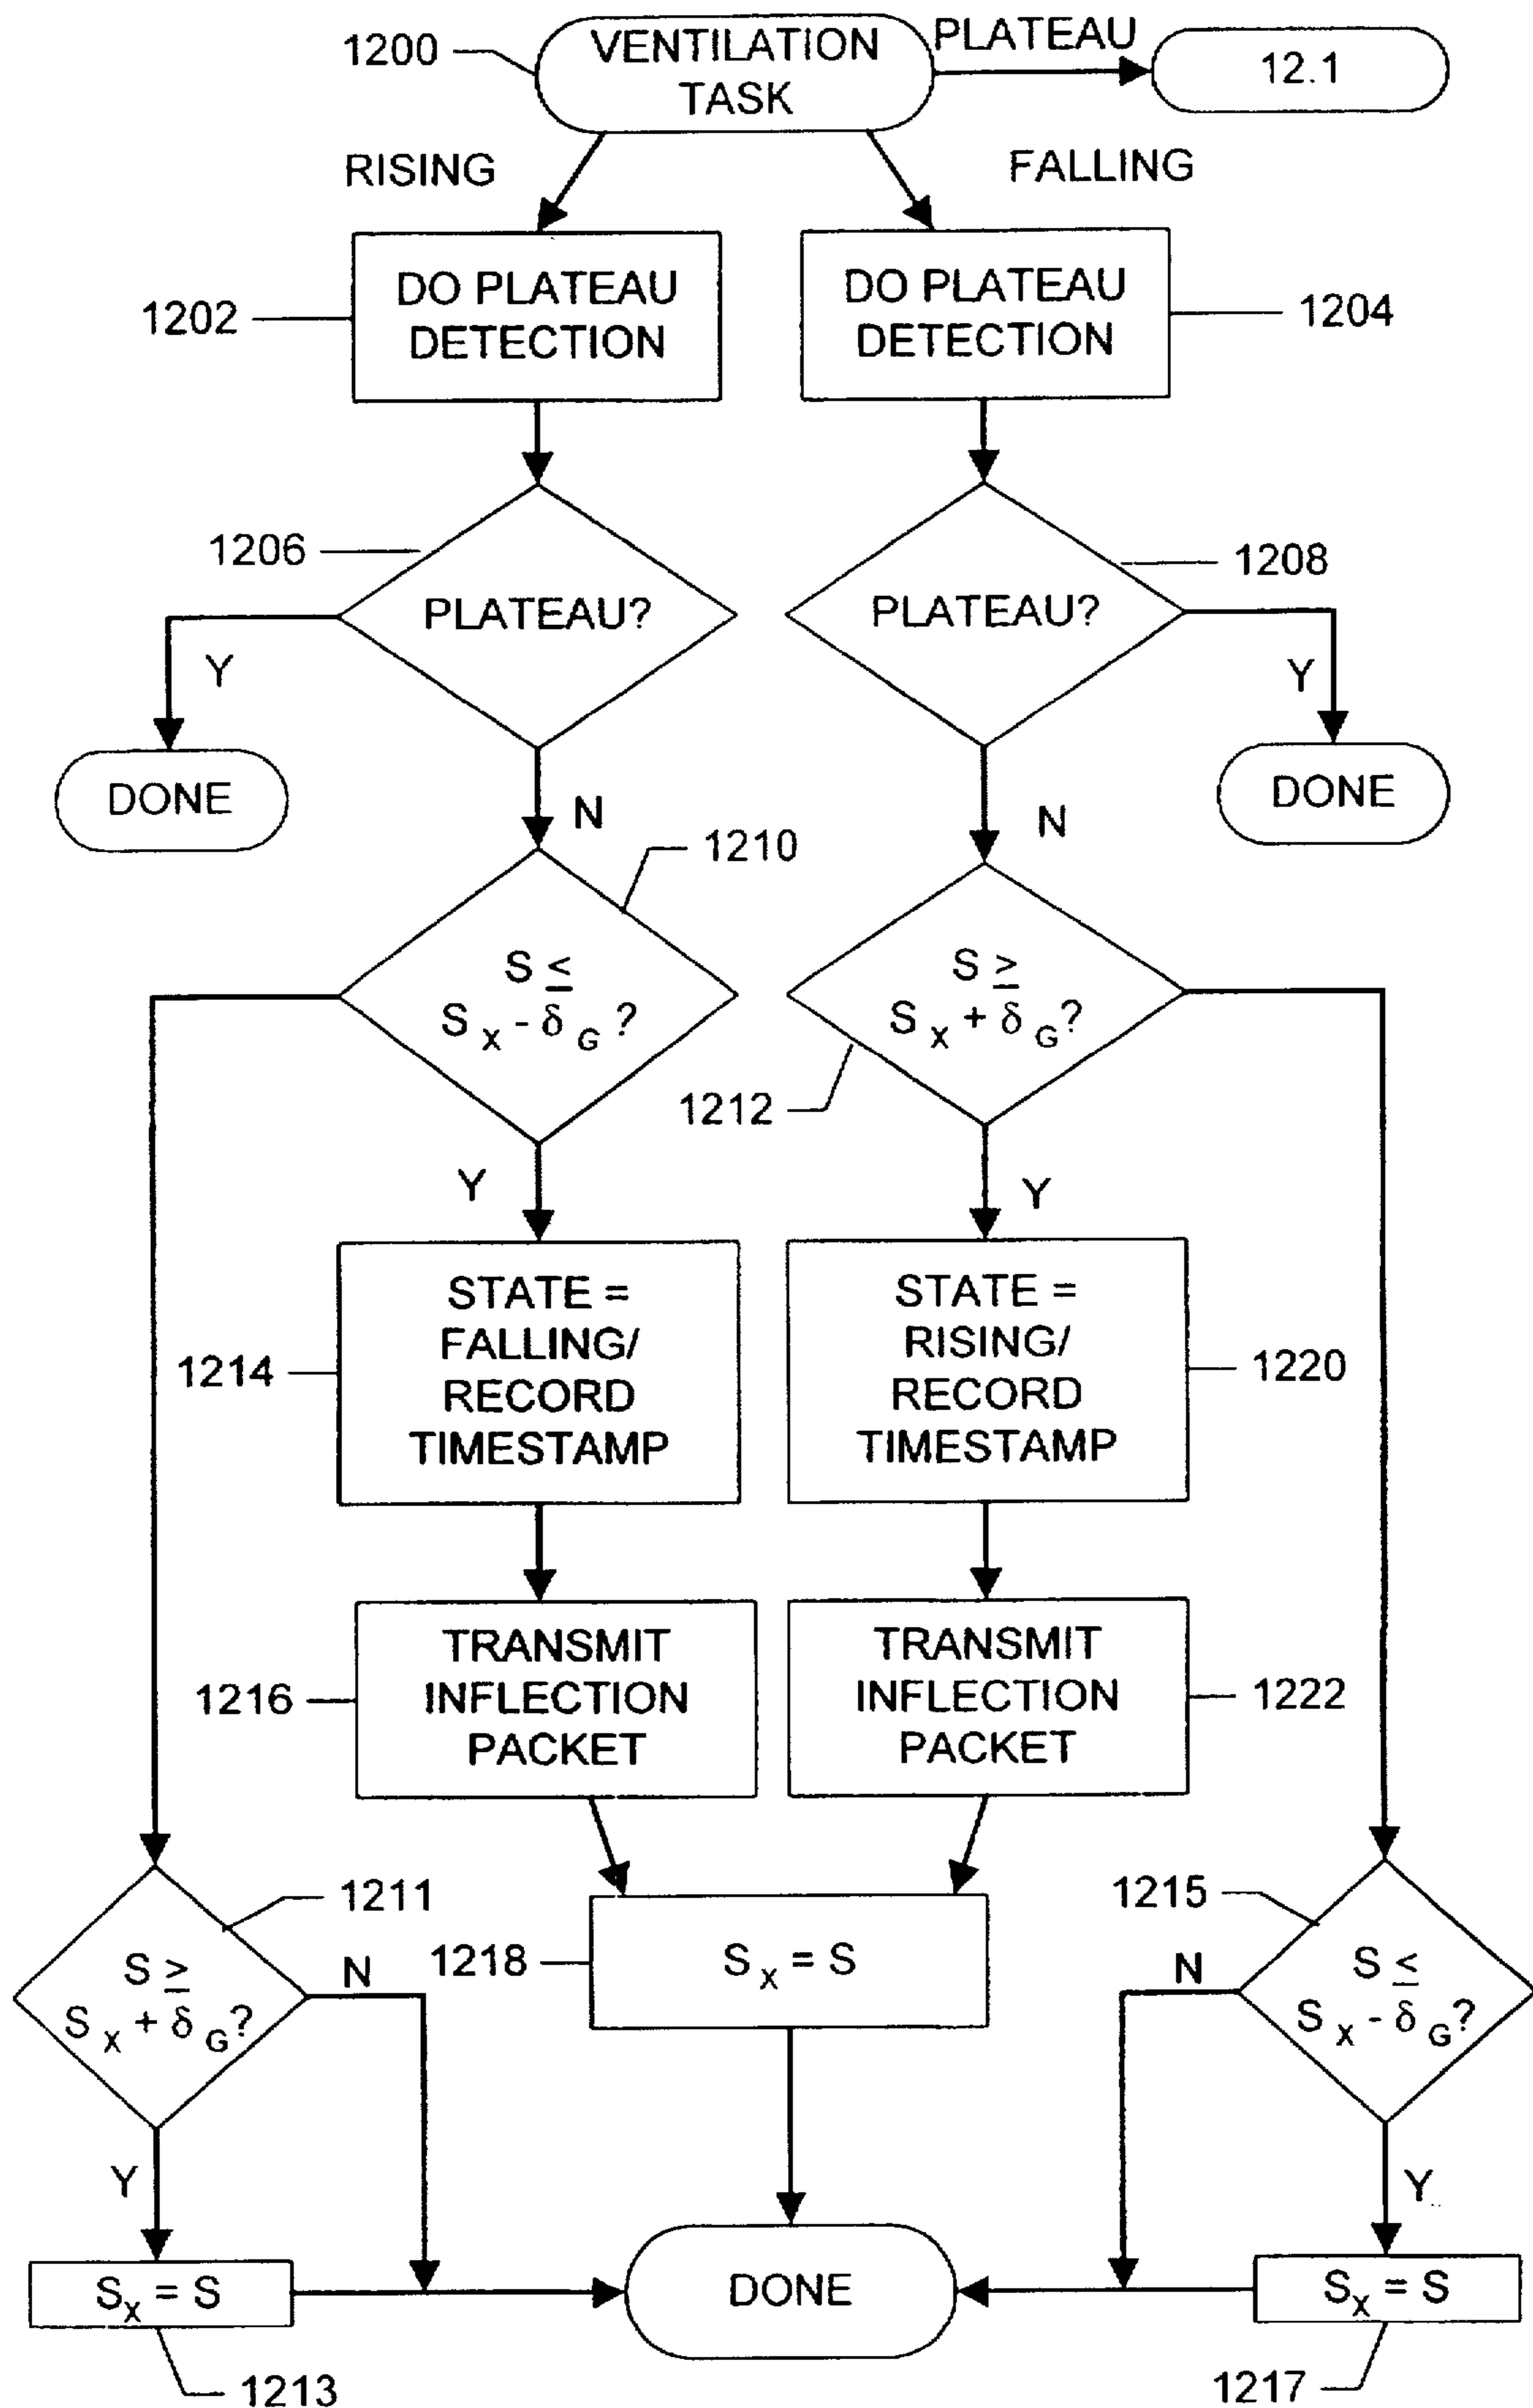 1200
VENTILATION
TASK
PLATEAU
12.1
RISING
FALLING
1202
DO PLATEAU
DETECTION
DO PLATEAU
DETECTION
1204
1206
PLATEAU?
Y
DONE
N
1208
PLATEAU?
Y
DONE
N
1210
S ≤
S X - δ G ?
S ≥
S X + δ G?
1212
Y
Y
1214
STATE =
FALLING/
RECORD
TIMESTAMP
STATE =
RISING/
RECORD
TIMESTAMP
1220
1216
TRANSMIT
INFLECTION
PACKET
TRANSMIT
INFLECTION
PACKET
1222
1211
S ≥
S X + δ G?
N
Y
1218
S X = S
1215
S ≤
S X - δ G?
N
Y
S X = S
1213
DONE
S X = S
1217